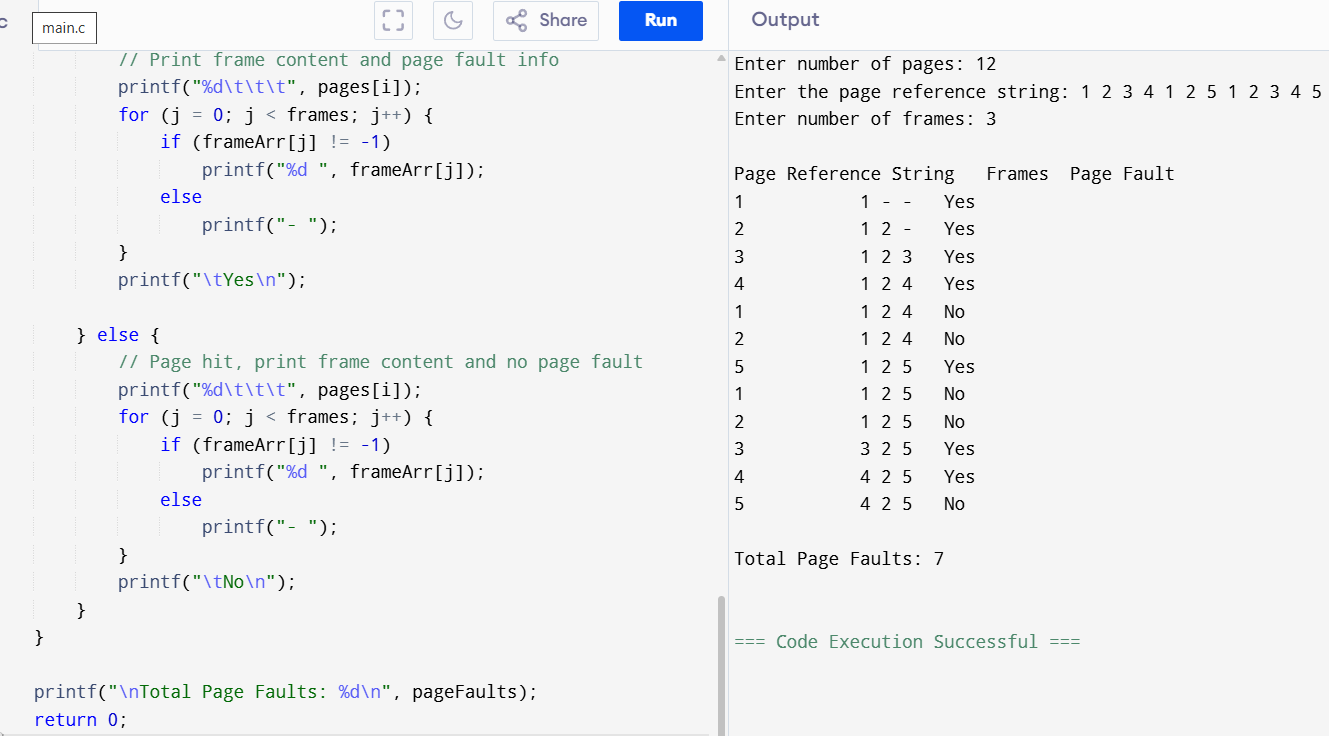 c
main.c
Share
Run
Output
// Print frame content and page fault info
printf("%d\t\t\t", pages[i]);
for (j = 0; j < frames; j++) {
if (frameArr[j] != -1)
printf("%d ", frameArr[j]);
else
printf("- ");
}
printf("\tYes\n");
} else {
// Page hit, print frame content and no page fault
printf("%d\t\t\t", pages[i]);
for (j = 0; j < frames; j++) {
if (frameArr[j] != -1)
printf("%d ", frameArr[j]);
else
printf("- ");
}
printf("\tNo\n");
}
}
printf("\nTotal Page Faults: %d\n", pageFaults);
return 0;
Enter number of pages: 12
Enter the page reference string: 1 2 3 4 1 2 5 1 2 3 4 5
Enter number of frames: 3
Page Reference String   Frames  Page Fault
1           1 - -   Yes
2           1 2 -   Yes
3           1 2 3   Yes
4           1 2 4   Yes
1           1 2 4   No
2           1 2 4   No
5           1 2 5   Yes
1           1 2 5   No
2           1 2 5   No
3           3 2 5   Yes
4           4 2 5   Yes
5           4 2 5   No
Total Page Faults: 7
=== Code Execution Successful ===